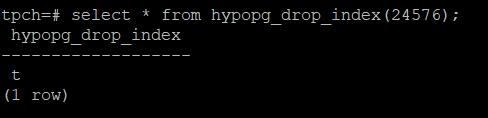 tpch=# select * from hypopg_drop_index(24576);
 hypopg_drop_index
-------------------
 t
(1 row)